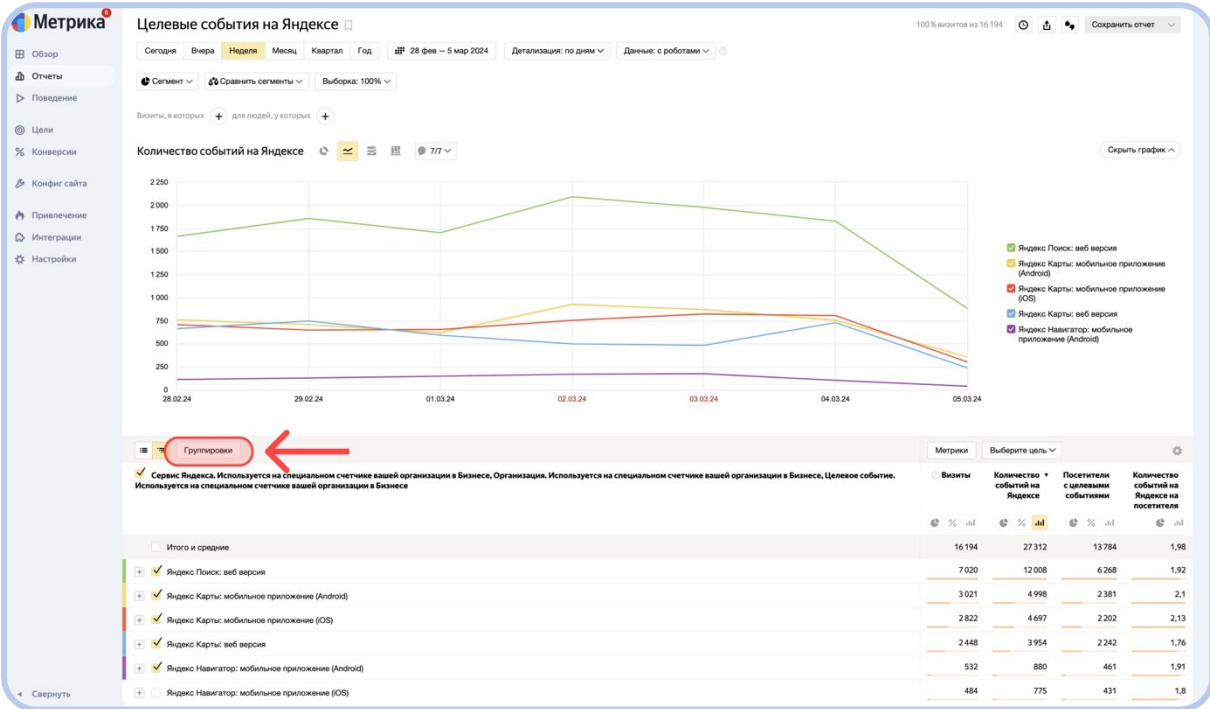 Метрика
6
Обзор
Отчеты
Поведение
Цели
Конверсии
Конфиг сайта
Привлечение
Интеграции
Настройки
Свернуть
Целевые события на Яндексе
100 % визитов из 16 194
Сохранить отчет
Сегодня Вчера Неделя Месяц Квартал Год 28 фев — 5 мар 2024 Детализация: по дням Данные: с роботами
Сегмент Сравнить сегменты Выборка: 100%
Визиты, в которых + для людей, у которых +
Количество событий на Яндексе 7/7 Скрыть график
2 250
2 000
1 750
1 500
1 250
1 000
750
500
250
0
28.02.24 29.02.24 01.03.24 02.03.24 03.03.24 04.03.24 05.03.24
Яндекс Поиск: веб версия
Яндекс Карты: мобильное приложение
(Android)
Яндекс Карты: мобильное приложение
(iOS)
Яндекс Карты: веб версия
Яндекс Навигатор: мобильное
приложение (Android)
Группировки Метрики Выберите цель
Сервис Яндекса. Используется на специальном счетчике вашей организации в Бизнесе, Организация. Используется на специальном счетчике вашей организации в Бизнесе, Целевое событие.
Используется на специальном счетчике вашей организации в Бизнесе
Визиты
Количество
событий на
Яндексе
Посетители
с целевыми
событиями
Количество
событий на
Яндексе на
посетителя
Итого и средние 16 194 27 312 13 784 1,98
Яндекс Поиск: веб версия 7 020 12 008 6 268 1,92
Яндекс Карты: мобильное приложение (Android) 3 021 4 998 2 381 2,1
Яндекс Карты: мобильное приложение (iOS) 2 822 4 697 2 202 2,13
Яндекс Карты: веб версия 2 448 3 954 2 242 1,76
Яндекс Навигатор: мобильное приложение (Android) 532 880 461 1,91
Яндекс Навигатор: мобильное приложение (iOS) 484 775 431 1,8